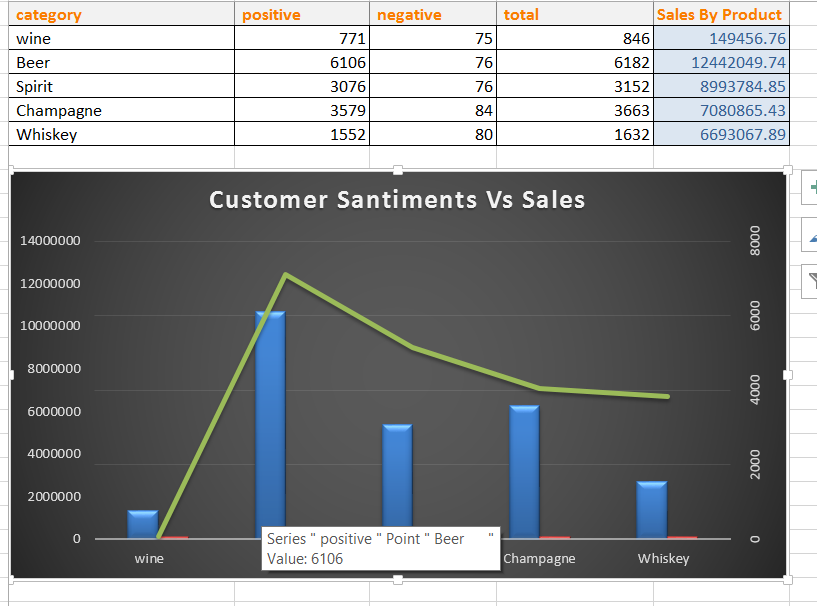 category positive negative total Sales By Product
wine 771 75 846 149456.76
Beer 6106 76 6182 12442049.74
Spirit 3076 76 3152 8993784.85
Champagne 3579 84 3663 7080865.43
Whiskey 1552 80 1632 6693067.89
Customer Santiments Vs Sales
14000000
12000000
10000000
8000000
6000000
4000000
2000000
0
8000
6000
4000
2000
0
wine Champagne Whiskey
Series " positive " Point " Beer "
Value: 6106